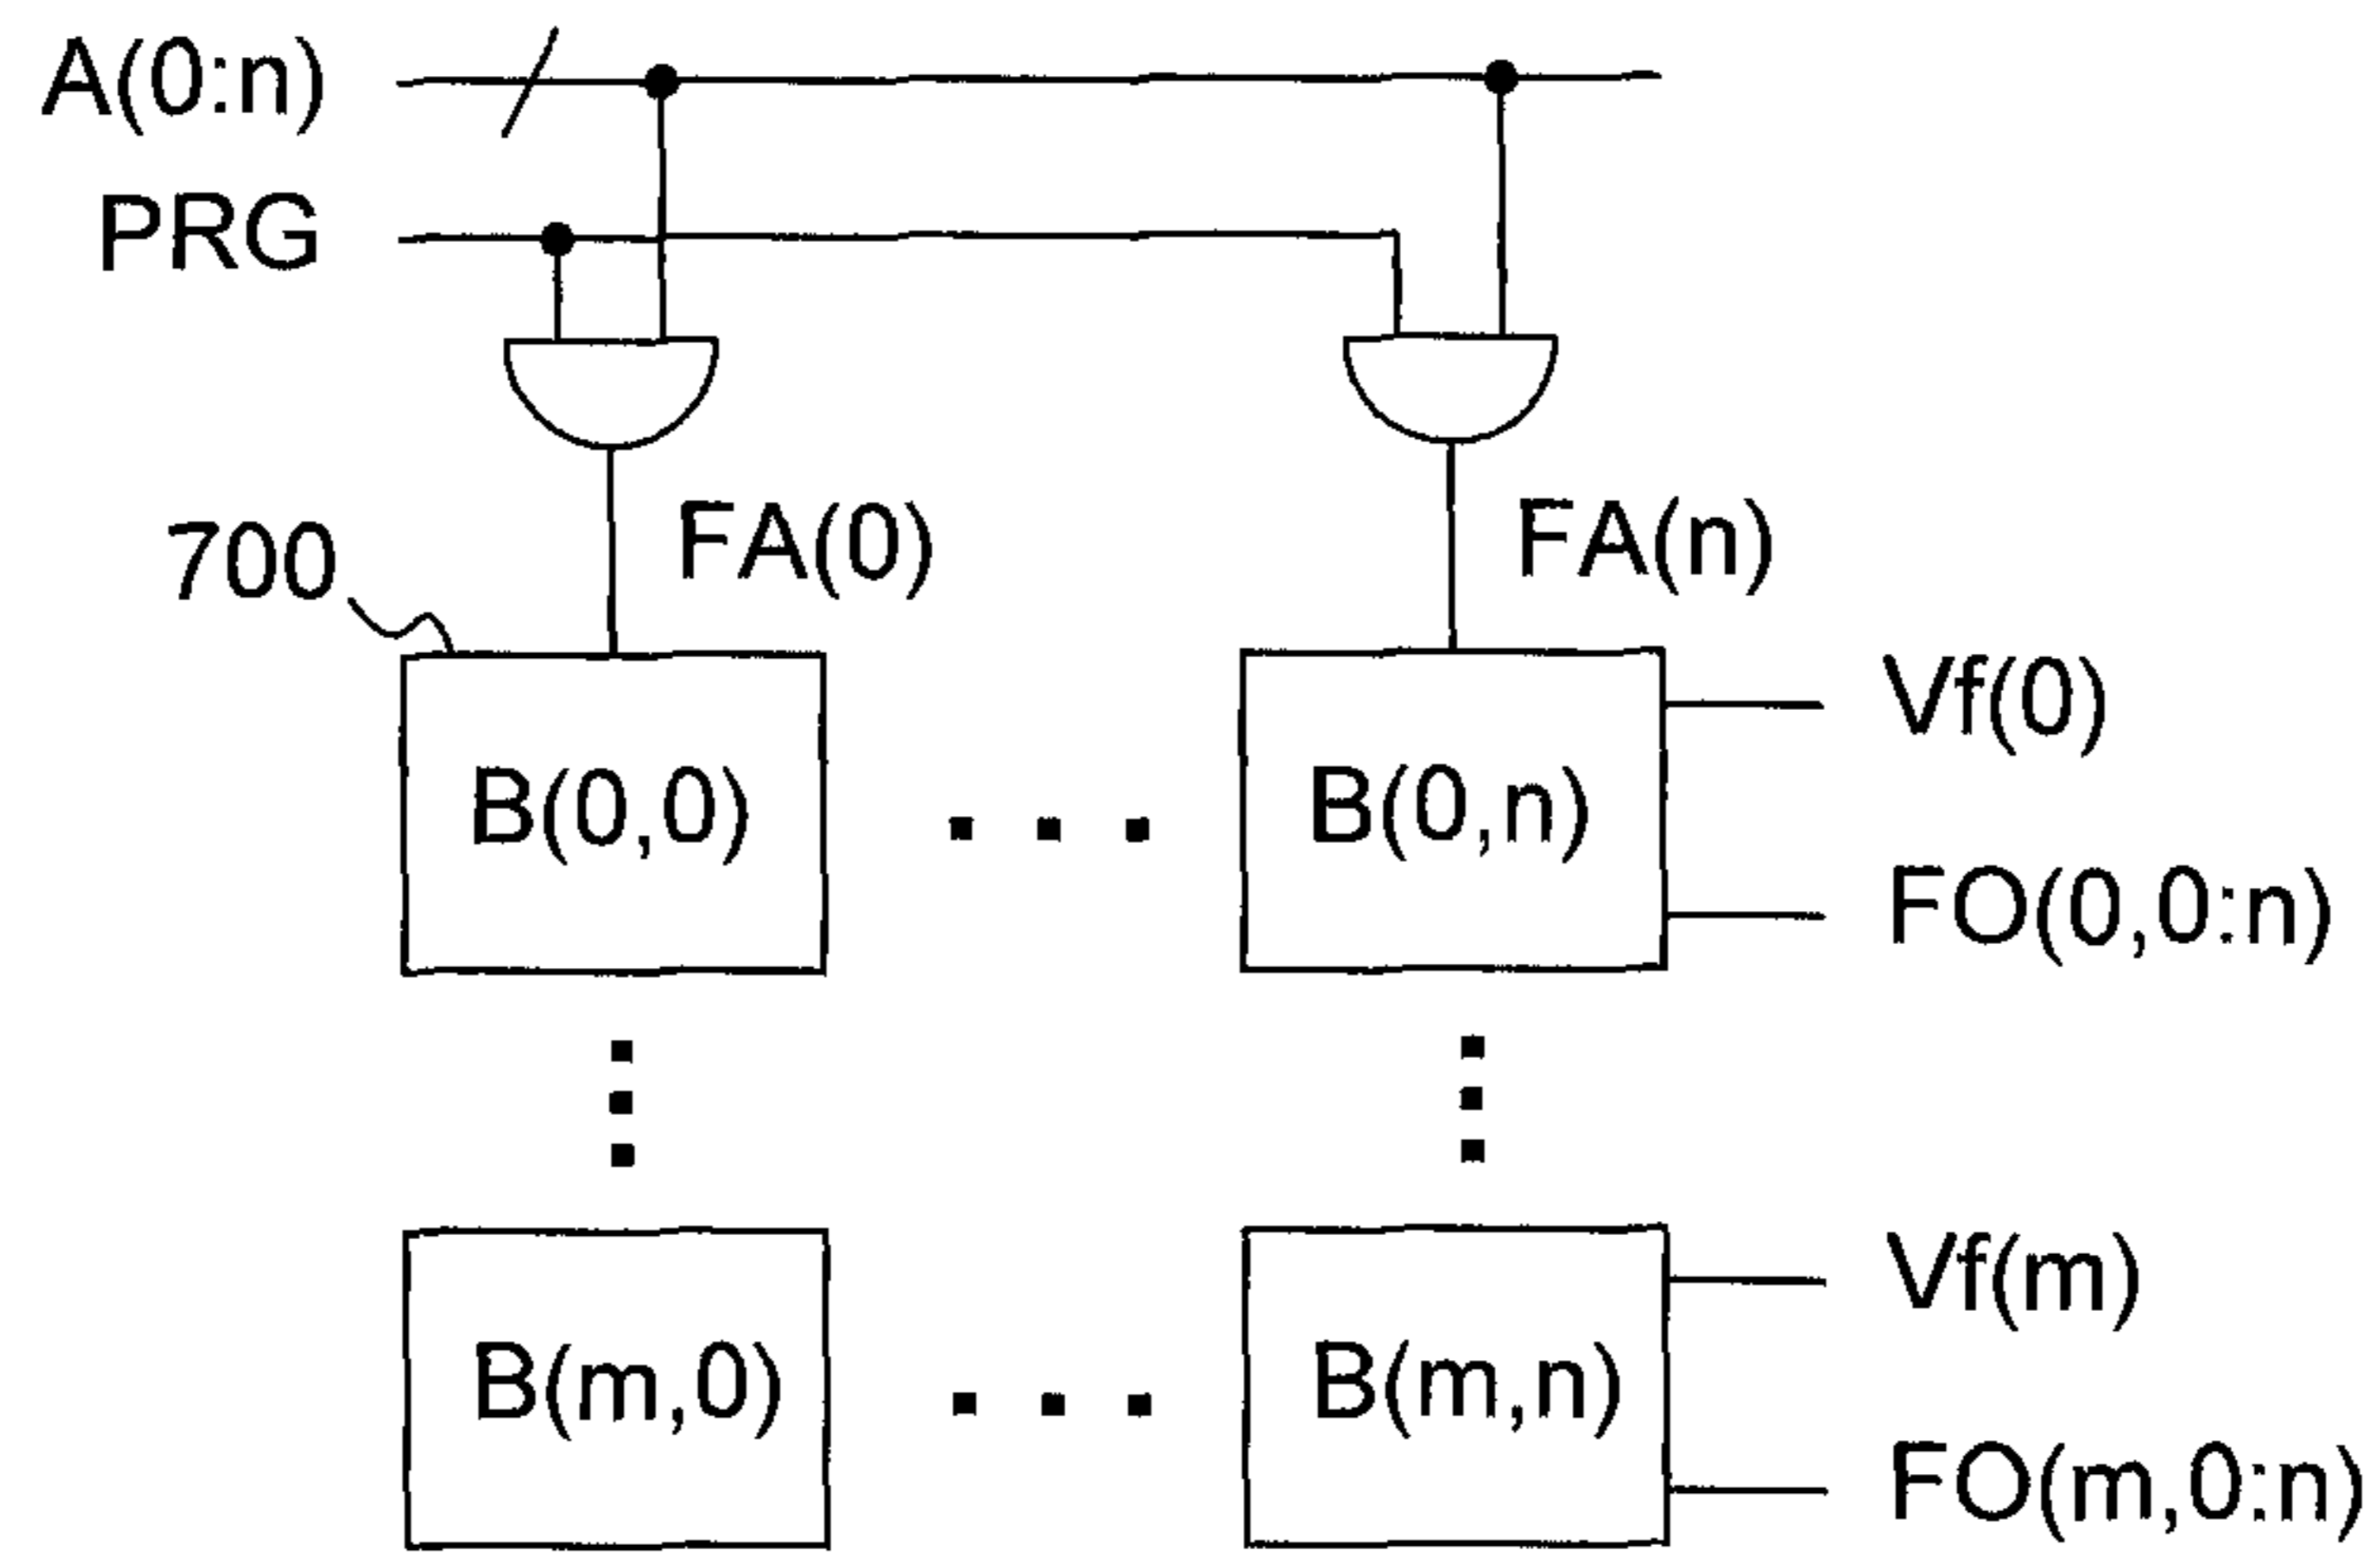 A(0:n)
PRG
FA(0)
FA(n)
700
Vf(0)
B(0,0)
B(0,n)
FO(0,0:n)
Vf(m)
B(m,0)
B(m,n)
FO(m,0:n)